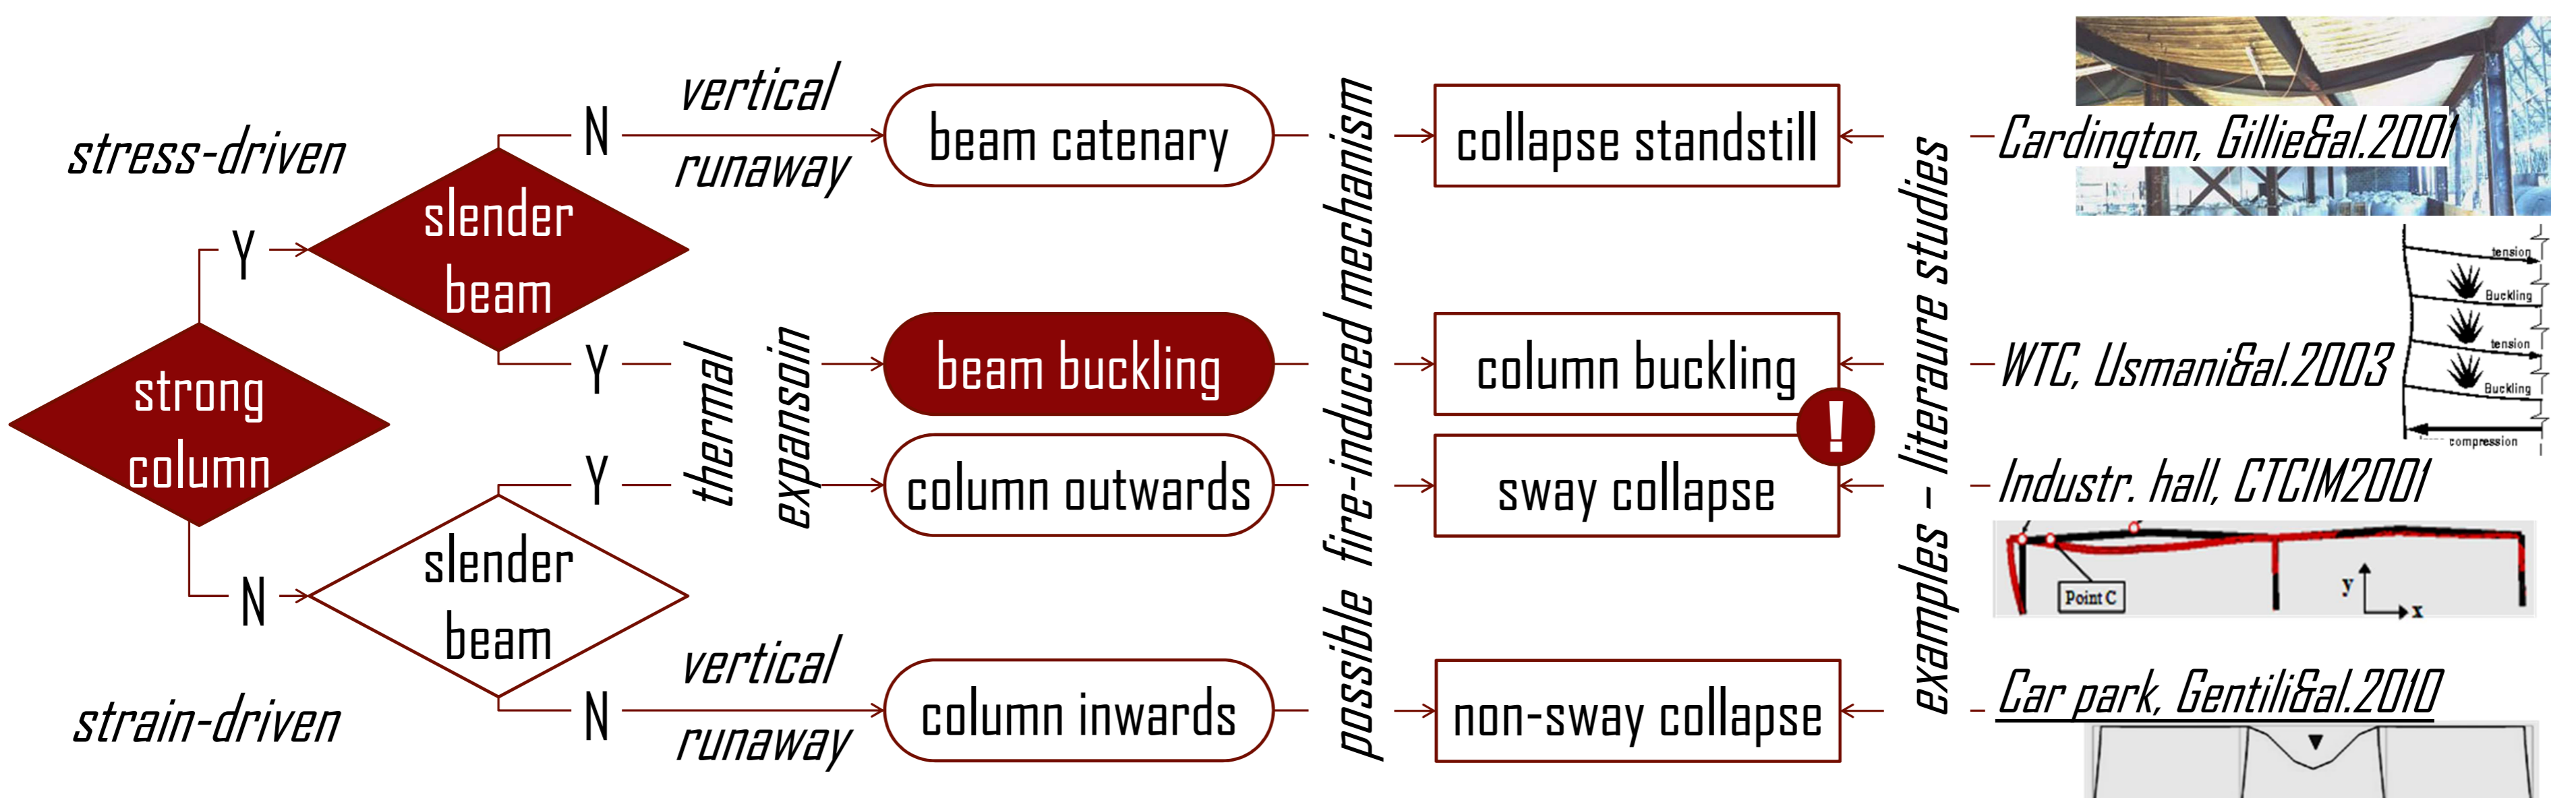 stress-driven
Y
strong
column
N
strain-driven
slender
beam
N
vertical
runaway
beam catenary
collapse standstill
Cardington, Gillie&al.2001
Y
thermal
expansoin
beam buckling
column buckling
WTC, Usmani&al.2003
tension
Buckling
tension
Buckling
compression
!
slender
beam
Y
column outwards
sway collapse
Industr. hall, CTCIM2001
Point C
y
x
N
vertical
runaway
column inwards
non-sway collapse
Car park, Gentili&al.2010
possible fire-induced mechanism
examples – literaure studies